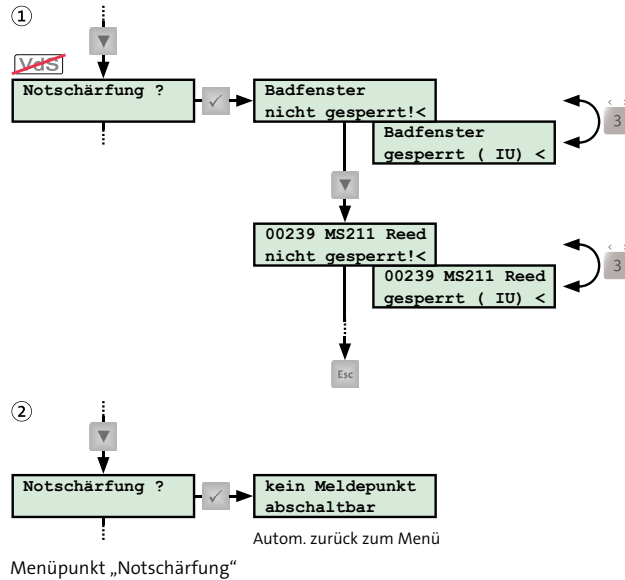 ①
VdS
Notschärfung ?
Badfenster
nicht gesperrt!<
Badfenster
gesperrt ( IU) <
< >
3
00239 MS211 Reed
nicht gesperrt!<
00239 MS211 Reed
gesperrt ( IU) <
< >
3
Esc
②
Notschärfung ?
kein Meldepunkt
abschaltbar
Autom. zurück zum Menü
Menüpunkt „Notschärfung“